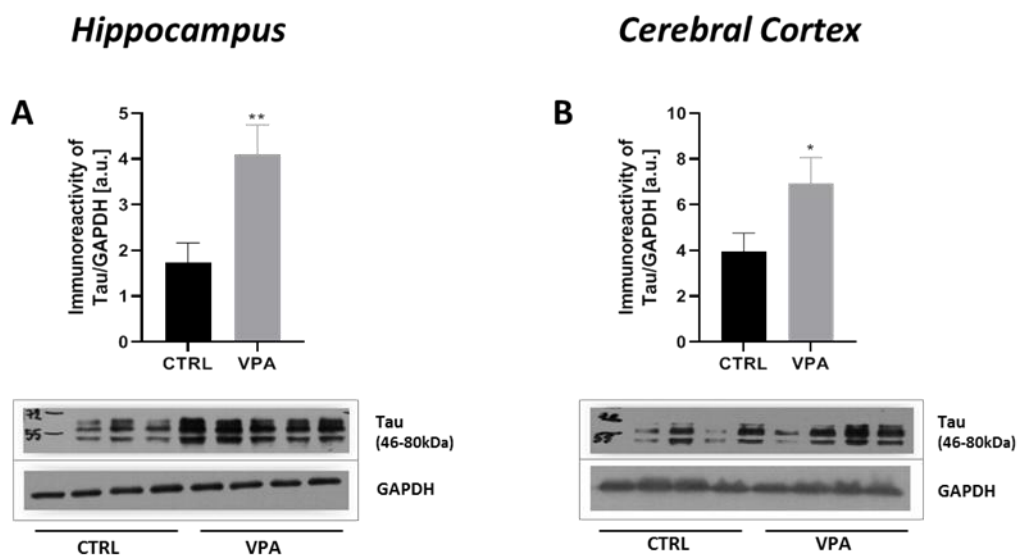 Hippocampus
Cerebral Cortex
A
Immunoreactivity of
Tau/GAPDH [a.u.]
5
4
3
2
1
0
**
CTRL
VPA
B
Immunoreactivity of
Tau/GAPDH [a.u.]
10
8
6
4
2
0
*
CTRL
VPA
72
55
Tau
(46-80kDa)
GAPDH
CTRL
VPA
55
Tau
(46-80kDa)
GAPDH
CTRL
VPA